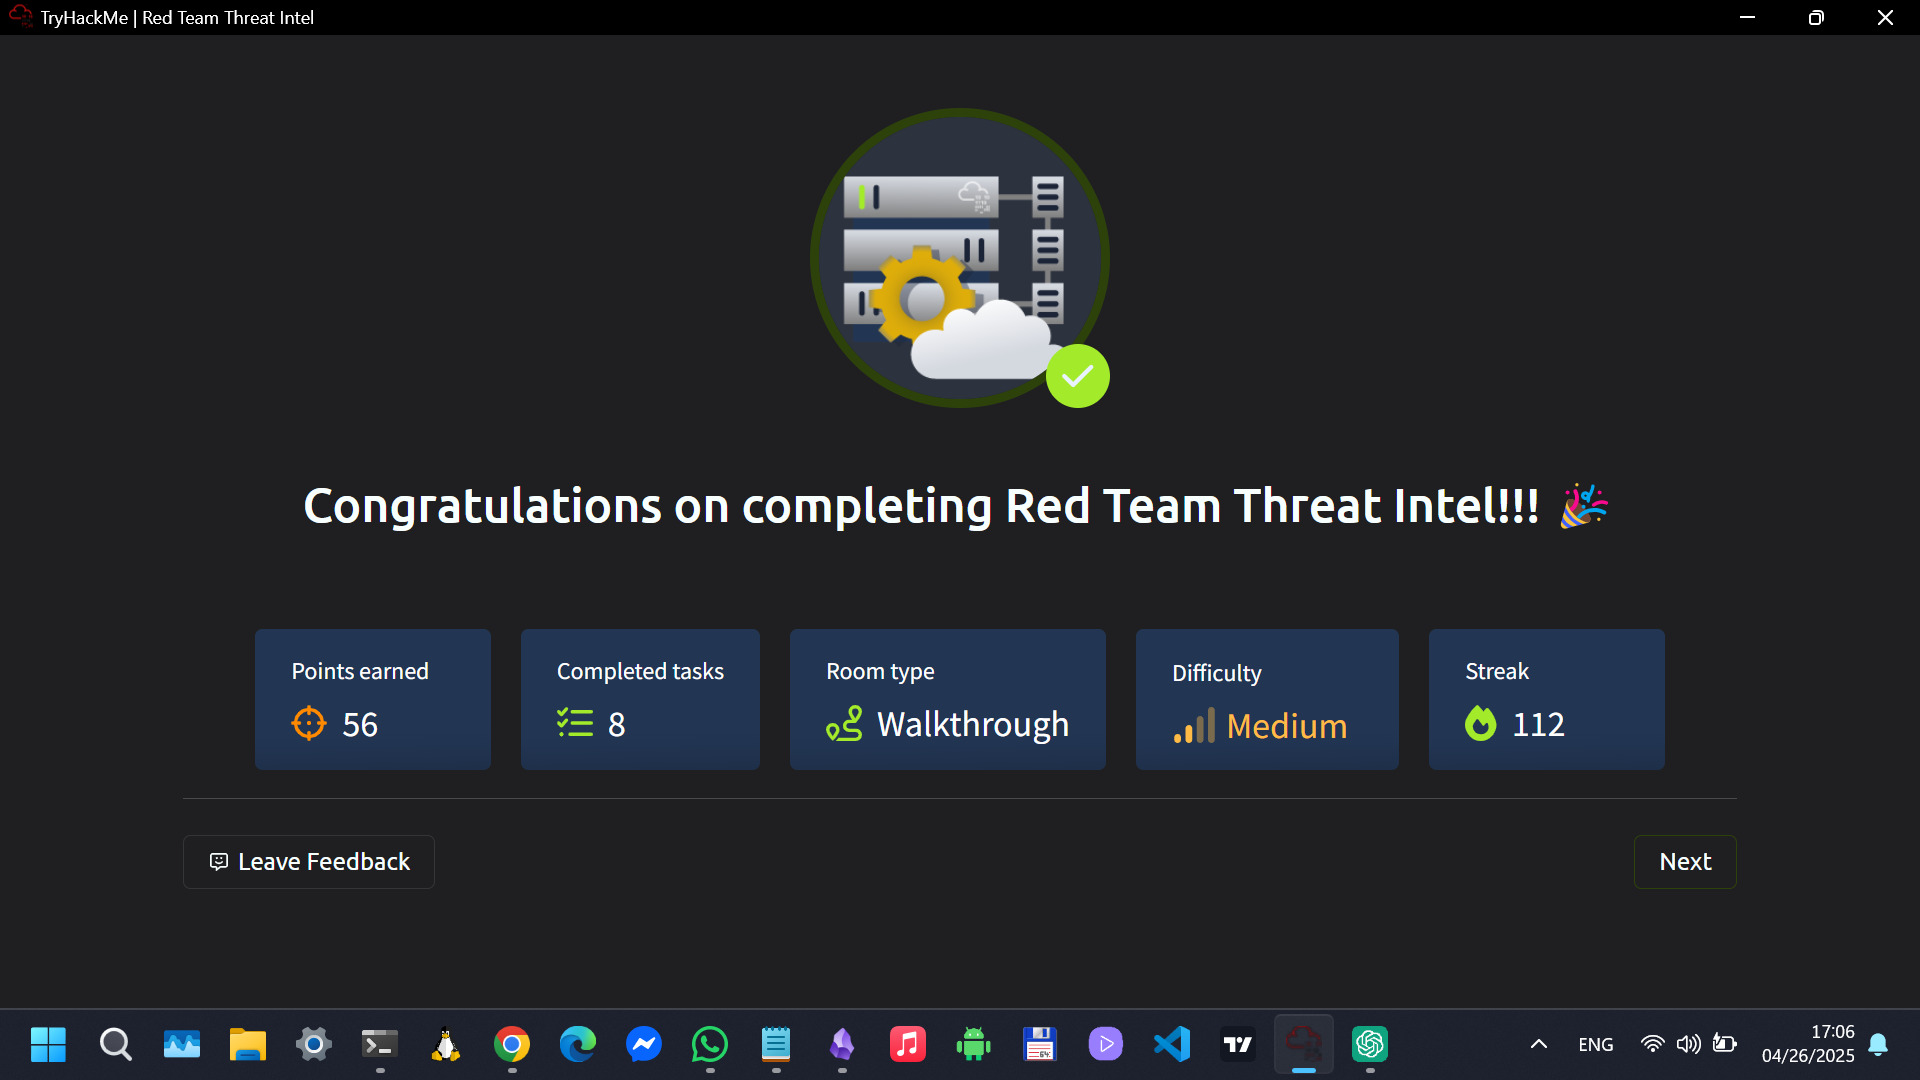 TryHackMe | Red Team Threat Intel
Congratulations on completing Red Team Threat Intel!!! 🎉
Points earned
56
Completed tasks
8
Room type
Walkthrough
Difficulty
Medium
Streak
112
Leave Feedback
Next
64
ENG
17:06
04/26/2025